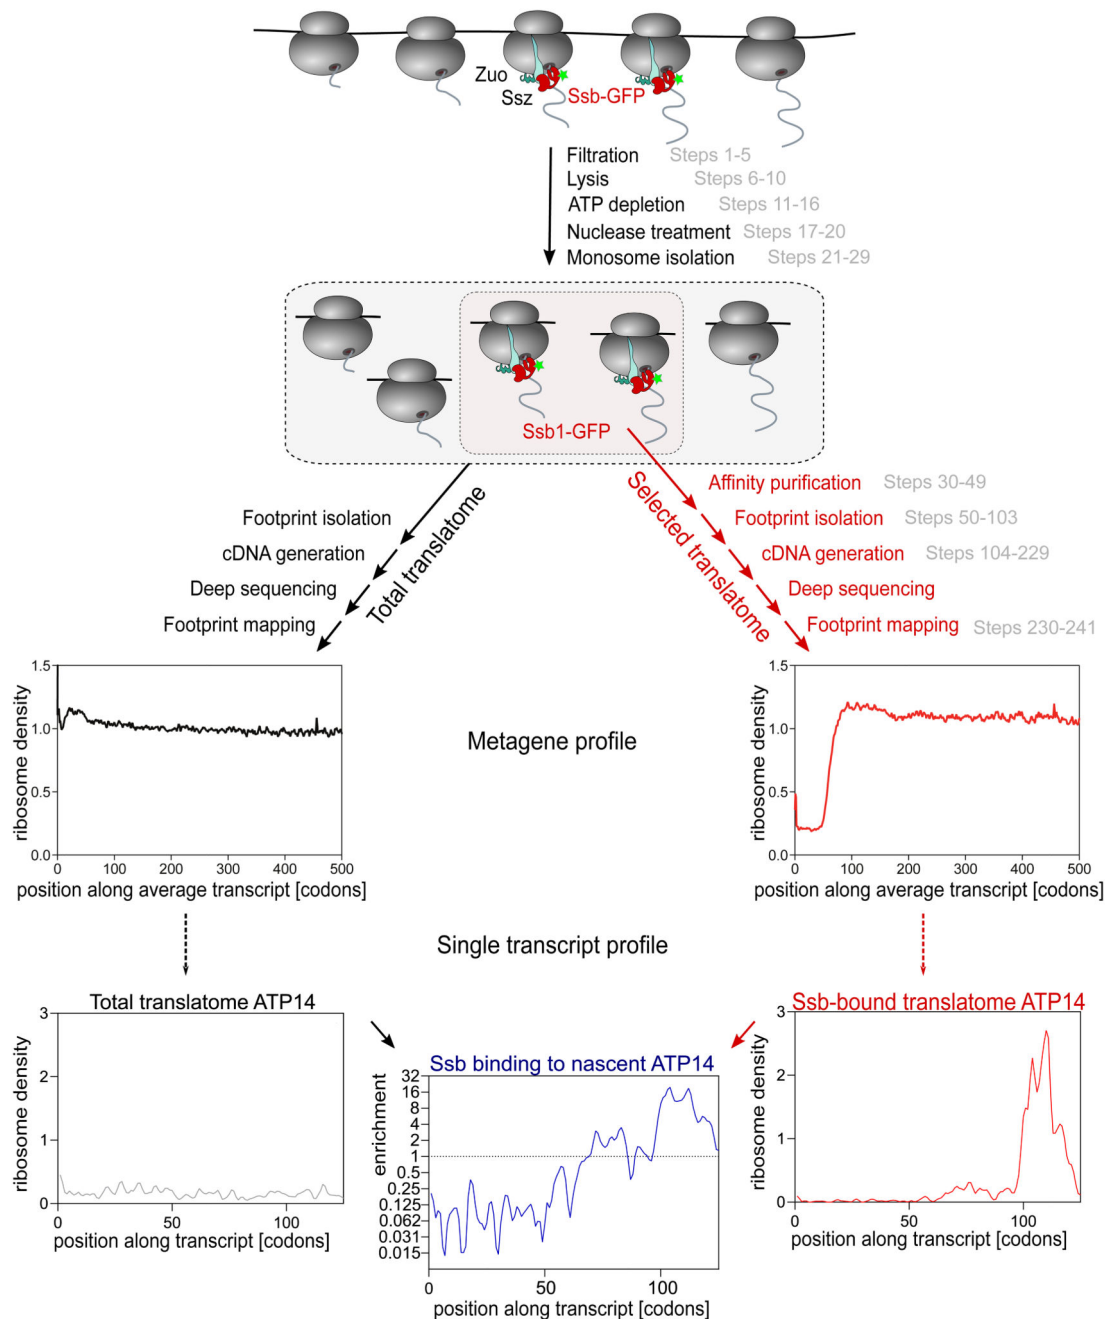 Zuo
Ssz
Ssb-GFP
Filtration Steps 1-5
Lysis Steps 6-10
ATP depletion Steps 11-16
Nuclease treatment Steps 17-20
Monosome isolation Steps 21-29
Ssb1-GFP
Total translatome
Footprint isolation
cDNA generation
Deep sequencing
Footprint mapping
Selected translatome
Affinity purification Steps 30-49
Footprint isolation Steps 50-103
cDNA generation Steps 104-229
Deep sequencing
Footprint mapping Steps 230-241
ribosome density
1.5
1.0
0.5
0.0
0 100 200 300 400 500
position along average transcript [codons]
Metagene profile
ribosome density
1.5
1.0
0.5
0.0
0 100 200 300 400 500
position along average transcript [codons]
Single transcript profile
Total translatome ATP14
ribosome density
3
2
1
0
0 50 100
position along transcript [codons]
Ssb binding to nascent ATP14
enrichment
32
16
8
4
2
1
0.5
0.25
0.125
0.062
0.031
0.015
0 50 100
position along transcript [codons]
Ssb-bound translatome ATP14
ribosome density
3
2
1
0
0 50 100
position along transcript [codons]